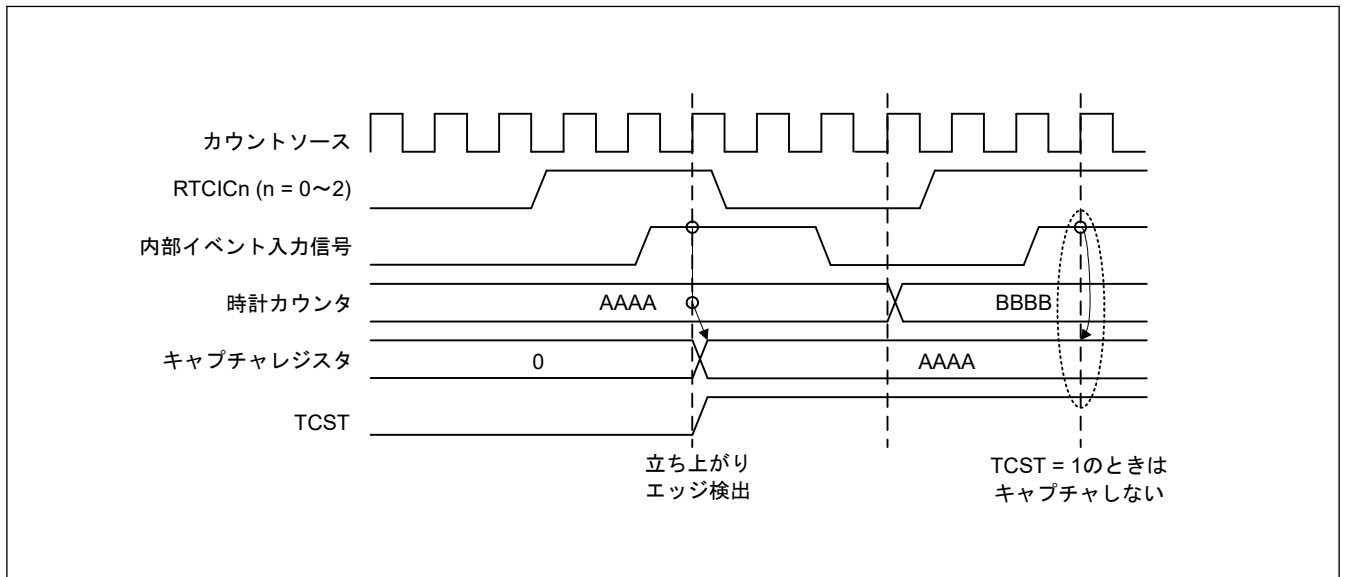 カウントソース
RTCICn (n = 0～2)
内部イベント入力信号
時計カウンタ
AAAA
BBBB
キャプチャレジスタ
0
AAAA
TCST
立ち上がり
エッジ検出
TCST = 1のときは
キャプチャしない